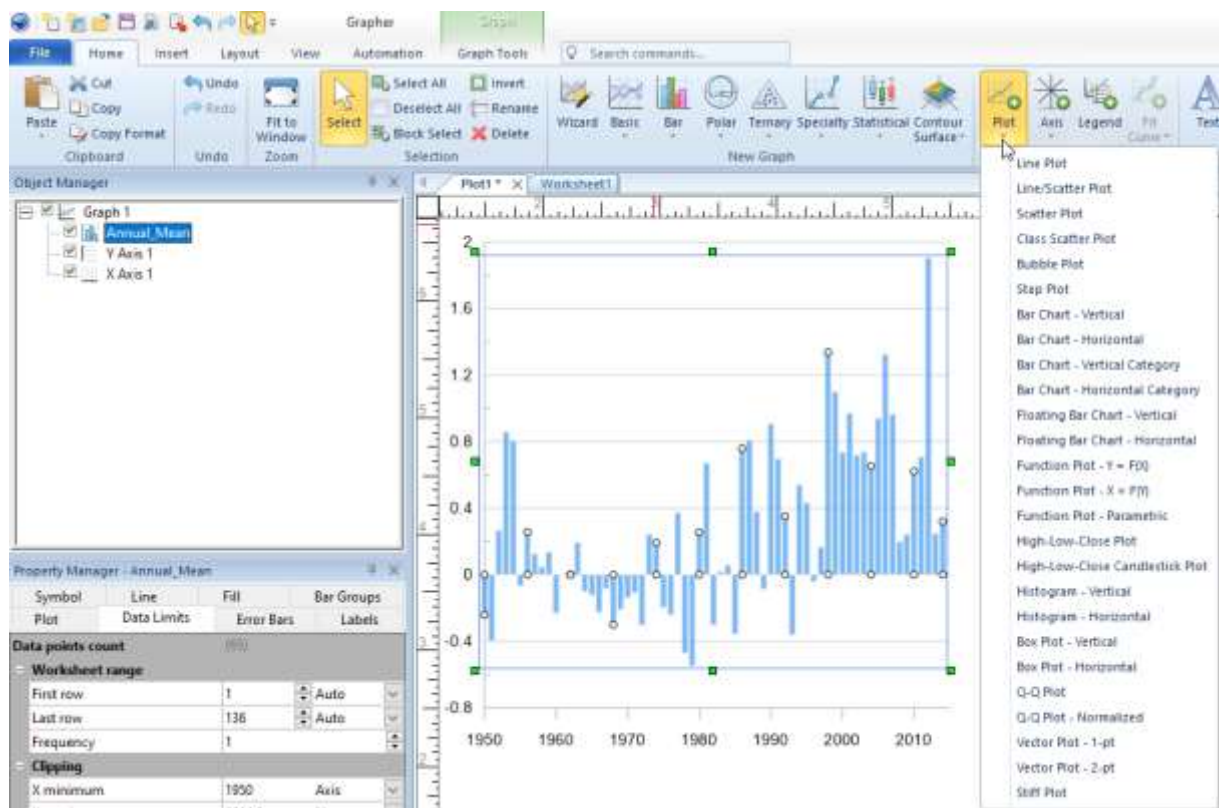 Grapher
File Home Insert Layout View Automation Graph Tools Search commands...
Paste Cut Copy Copy Format
Clipboard
Undo Redo
Undo
Fit to Window
Zoom
Select Select All Deselect All Block Select Invert Rename Delete
Selection
Wizard Basic Bar Polar Ternary Specialty Statistical Contour Surface
New Graph
Plot Axis Legend Fit Curve Text
Object Manager
Graph 1
Annual_Mean
Y Axis 1
X Axis 1
Property Manager - Annual_Mean
Symbol Line Fill Bar Groups
Plot Data Limits Error Bars Labels
Data points count
Worksheet range
First row 1 Auto
Last row 136 Auto
Frequency 1
Clipping
X minimum 1950 Axis
Plot1 * Worksheet1
2
1.6
1.2
0.8
0.4
0
-0.4
-0.8
1950 1960 1970 1980 1990 2000 2010
Line Plot
Line/Scatter Plot
Scatter Plot
Class Scatter Plot
Bubble Plot
Step Plot
Bar Chart - Vertical
Bar Chart - Horizontal
Bar Chart - Vertical Category
Bar Chart - Horizontal Category
Floating Bar Chart - Vertical
Floating Bar Chart - Horizontal
Function Plot - Y = F(X)
Function Plot - X = F(Y)
Function Plot - Parametric
High-Low-Close Plot
High-Low-Close Candlestick Plot
Histogram - Vertical
Histogram - Horizontal
Box Plot - Vertical
Box Plot - Horizontal
Q-Q Plot
Q-Q Plot - Normalized
Vector Plot - 1-pt
Vector Plot - 2-pt
Stiff Plot